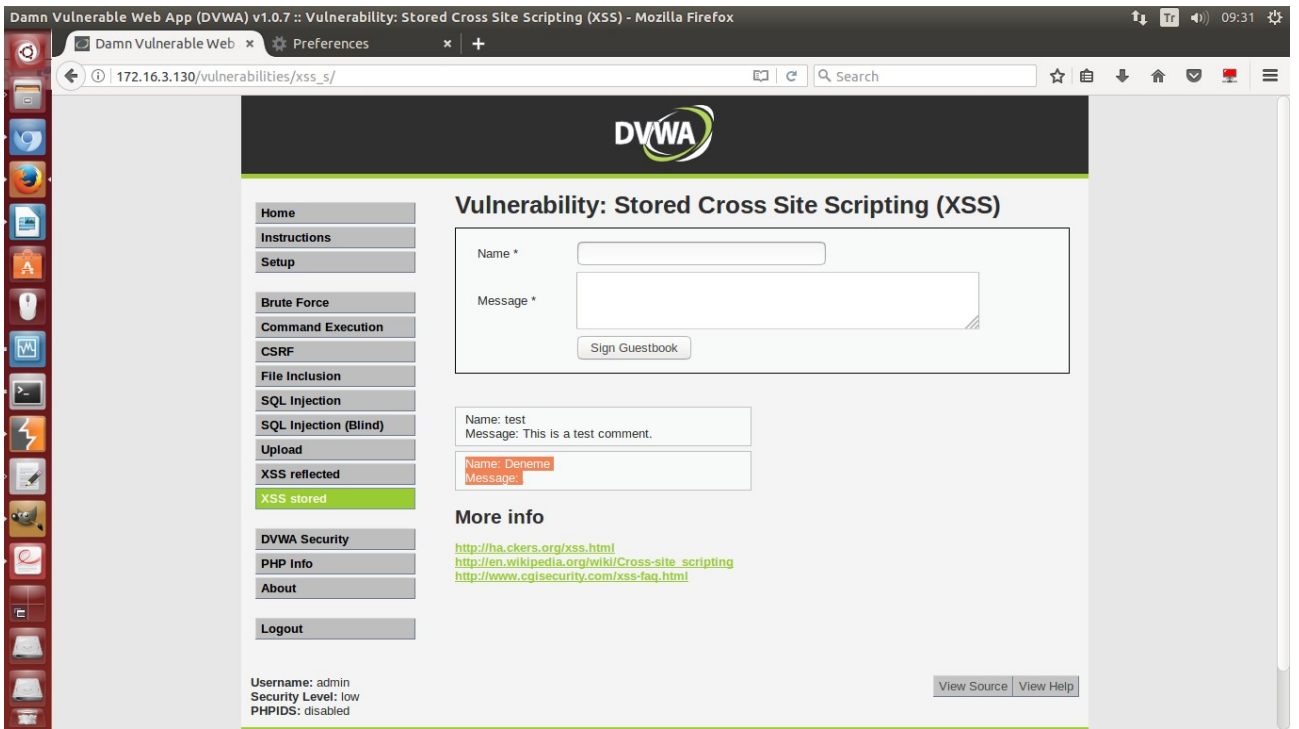 Damn Vulnerable Web App (DVWA) v1.0.7 :: Vulnerability: Stored Cross Site Scripting (XSS) - Mozilla Firefox
Tr
09:31
Damn Vulnerable Web
Preferences
172.16.3.130/vulnerabilities/xss_s/
Search
DVWA
Home
Instructions
Setup
Brute Force
Command Execution
CSRF
File Inclusion
SQL Injection
SQL Injection (Blind)
Upload
XSS reflected
XSS stored
DVWA Security
PHP Info
About
Logout
Vulnerability: Stored Cross Site Scripting (XSS)
Name *
Message *
Sign Guestbook
Name: test
Message: This is a test comment.
Name: Deneme
Message:
More info
http://ha.ckers.org/xss.html
http://en.wikipedia.org/wiki/Cross-site_scripting
http://www.cgisecurity.com/xss-faq.html
Username: admin
Security Level: low
PHPIDS: disabled
View Source
View Help